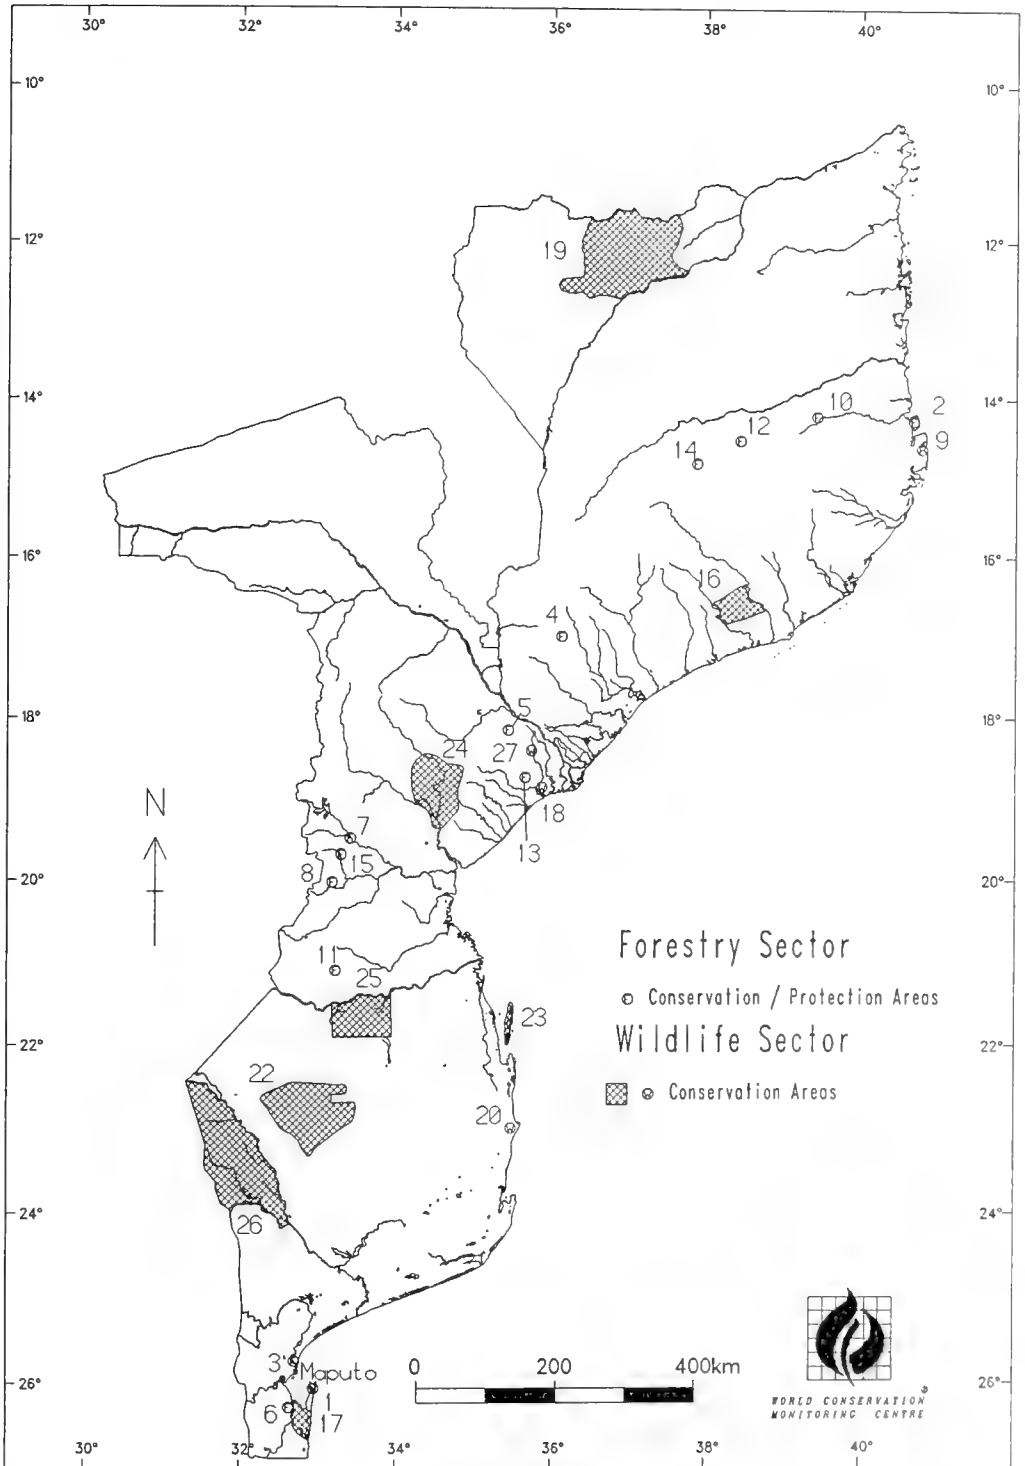 30° 34° 36° 38° 40°
10° 10°
12° 12°
19
14° 14°
10 2
12
14 9
16° 16°
16
4
18° 5 18°
24 27
18
N
7
13
8 15
20° 20°
Forestry Sector
11
25
Conservation / Protection Areas
23
22° Wildlife Sector 22°
22
Conservation Areas
20
24° 24°
26
3
Maputo
0 200 400km
26° 26°
1
6
17
WORLD CONSERVATION
MONITORING CENTRE
30° 32° 34° 36° 38° 40°